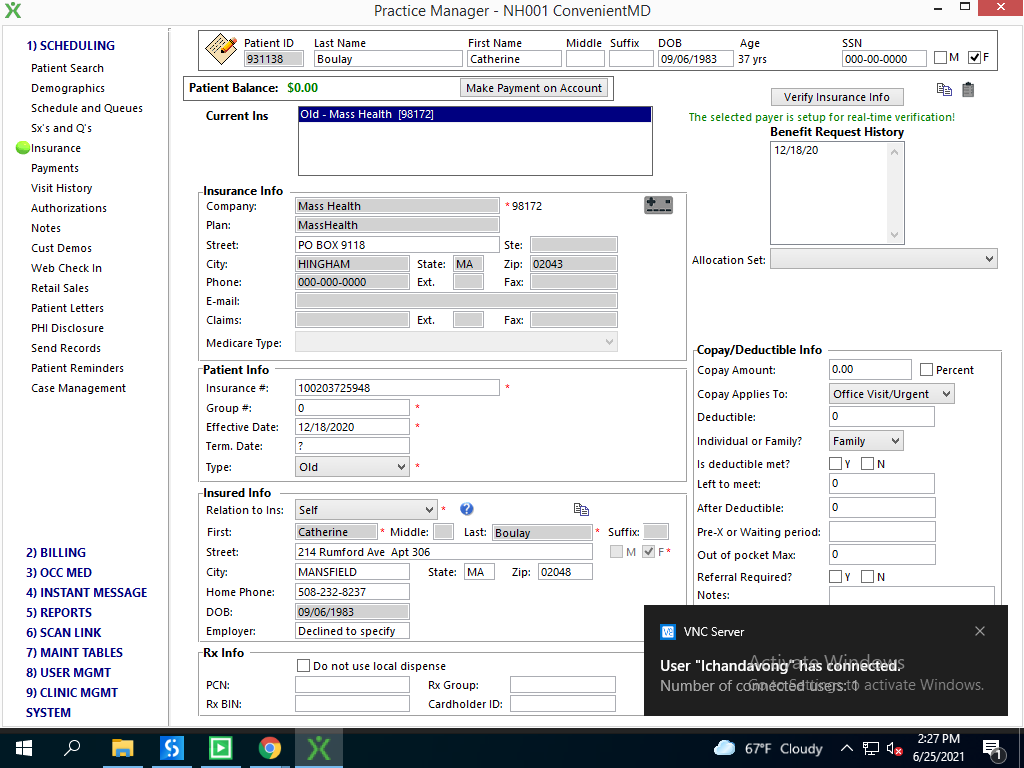 Practice Manager - NH001 ConvenientMD
1) SCHEDULING
Patient Search
Demographics
Schedule and Queues
Sx's and Q's
Insurance
Payments
Visit History
Authorizations
Notes
Cust Demos
Web Check In
Retail Sales
Patient Letters
PHI Disclosure
Send Records
Patient Reminders
Case Management
2) BILLING
3) OCC MED
4) INSTANT MESSAGE
5) REPORTS
6) SCAN LINK
7) MAINT TABLES
8) USER MGMT
9) CLINIC MGMT
SYSTEM
Patient ID Last Name First Name Middle Suffix DOB Age SSN
931138 Boulay Catherine 09/06/1983 37 yrs 000-00-0000 M F
Patient Balance: $0.00 Make Payment on Account
Current Ins Old - Mass Health [98172]
Verify Insurance Info
The selected payer is setup for real-time verification!
Benefit Request History
12/18/20
Allocation Set:
Insurance Info
Company: Mass Health * 98172
Plan: MassHealth
Street: PO BOX 9118 Ste:
City: HINGHAM State: MA Zip: 02043
Phone: 000-000-0000 Ext. Fax:
E-mail:
Claims: Ext. Fax:
Medicare Type:
Patient Info
Insurance #: 100203725948 *
Group #: 0 *
Effective Date: 12/18/2020 *
Term. Date: ?
Type: Old *
Insured Info
Relation to Ins: Self * ?
First: Catherine * Middle: Last: Boulay * Suffix:
Street: 214 Rumford Ave Apt 306 M F *
City: MANSFIELD State: MA Zip: 02048
Home Phone: 508-232-8237
DOB: 09/06/1983
Employer: Declined to specify
Rx Info
Do not use local dispense
PCN: Rx Group:
Rx BIN: Cardholder ID:
Copay/Deductible Info
Copay Amount: 0.00 Percent
Copay Applies To: Office Visit/Urgent
Deductible: 0
Individual or Family? Family
Is deductible met? Y N
Left to meet: 0
After Deductible: 0
Pre-X or Waiting period:
Out of pocket Max: 0
Referral Required? Y N
Notes:
VNC Server
User "lchandavong" has connected.
Number of connected users: 1
Activate Windows
Go to Settings to activate Windows.
67°F Cloudy
2:27 PM
6/25/2021
1